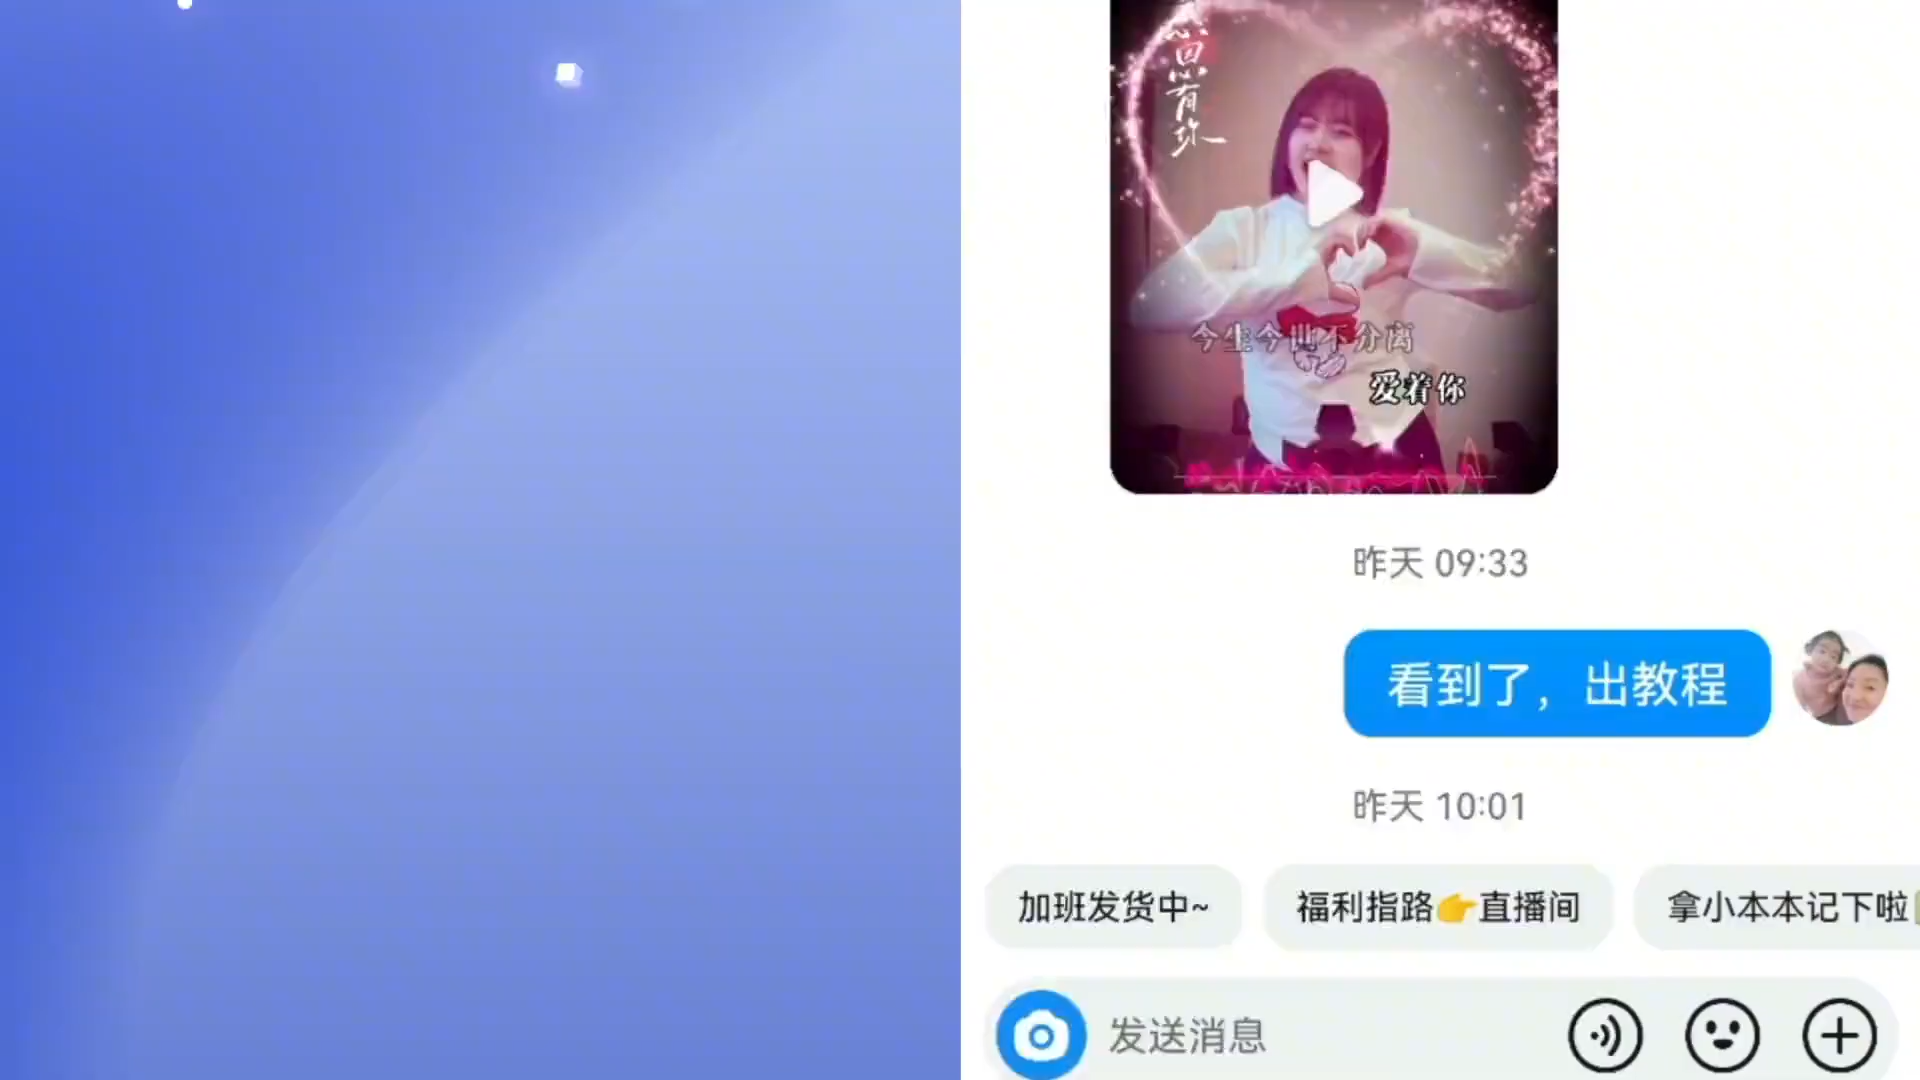 今生今世不分离
爱着你
昨天 09:33
看到了，出教程
昨天 10:01
加班发货中~
福利指路👉直播间
拿小本本记下啦
发送消息